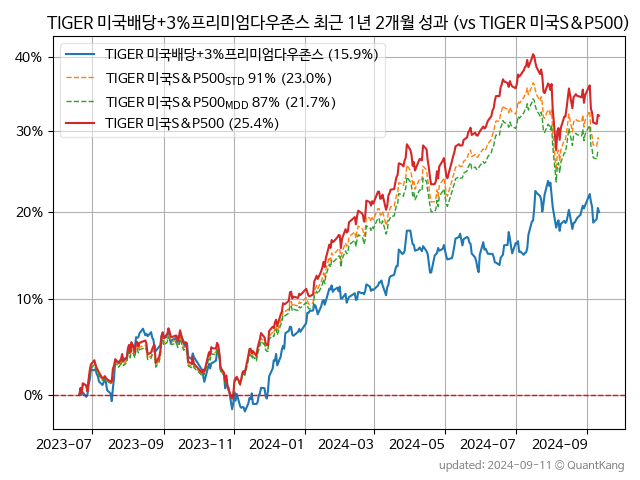 TIGER 미국배당+3%프리미엄다우존스 최근 1년 2개월 성과 (vs TIGER 미국S&P500)
TIGER 미국배당+3%프리미엄다우존스 (15.9%)
TIGER 미국S&P500STD 91% (23.0%)
TIGER 미국S&P500MDD 87% (21.7%)
TIGER 미국S&P500 (25.4%)
40%
30%
20%
10%
0%
2023-07 2023-09 2023-11 2024-01 2024-03 2024-05 2024-07 2024-09
updated: 2024-09-11 © QuantKang